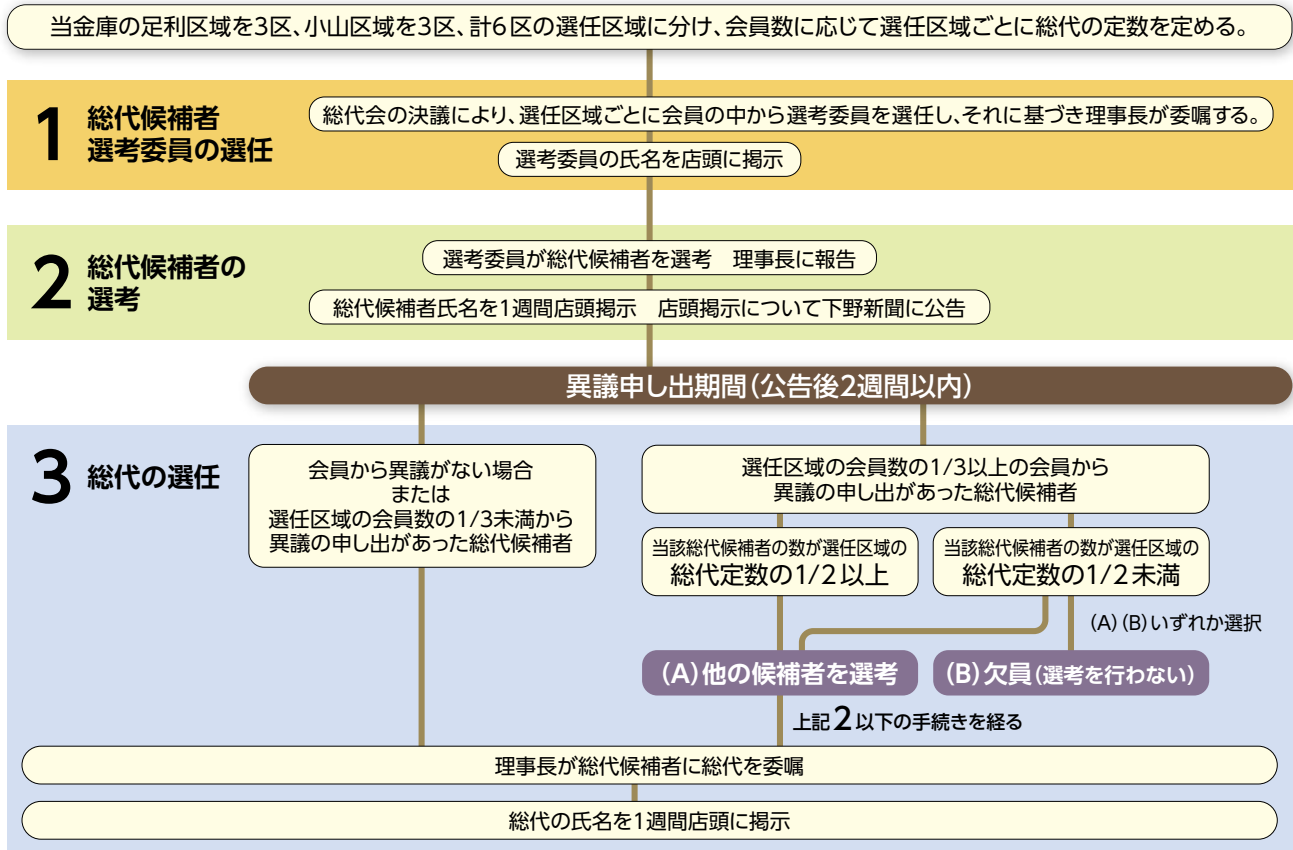 当金庫の足利区域を3区、小山区域を3区、計6区の選任区域に分け、会員数に応じて選任区域ごとに総代の定数を定める。
1 総代候補者
選考委員の選任
総代会の決議により、選任区域ごとに会員の中から選考委員を選任し、それに基づき理事長が委嘱する。
選考委員の氏名を店頭に掲示
2 総代候補者の
選考
選考委員が総代候補者を選考　理事長に報告
総代候補者氏名を1週間店頭掲示　店頭掲示について下野新聞に公告
異議申し出期間（公告後2週間以内）
3 総代の選任
会員から異議がない場合
または
選任区域の会員数の1/3未満から
異議の申し出があった総代候補者
選任区域の会員数の1/3以上の会員から
異議の申し出があった総代候補者
当該総代候補者の数が選任区域の
総代定数の1/2以上
当該総代候補者の数が選任区域の
総代定数の1/2未満
(A)(B)いずれか選択
(A)他の候補者を選考
(B)欠員(選考を行わない)
上記2以下の手続きを経る
理事長が総代候補者に総代を委嘱
総代の氏名を1週間店頭に掲示